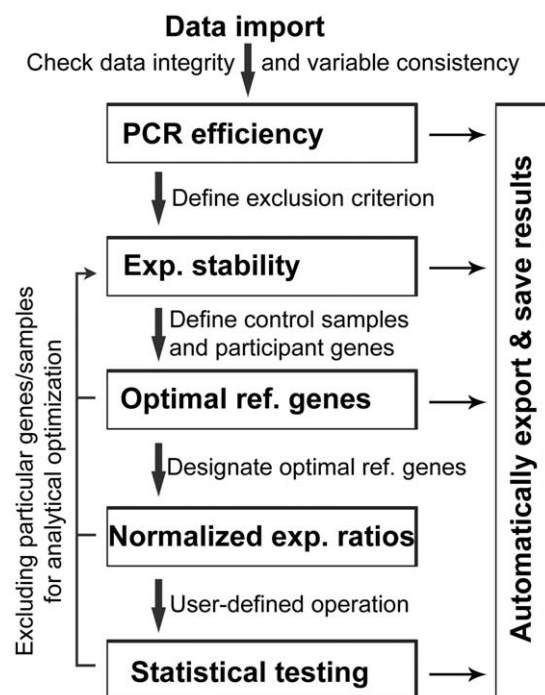 Data import
Check data integrity and variable consistency
PCR efficiency
Define exclusion criterion
Exp. stability
Define control samples
and participant genes
Optimal ref. genes
Designate optimal ref. genes
Normalized exp. ratios
User-defined operation
Statistical testing
Excluding particular genes/samples
for analytical optimization
Automatically export & save results